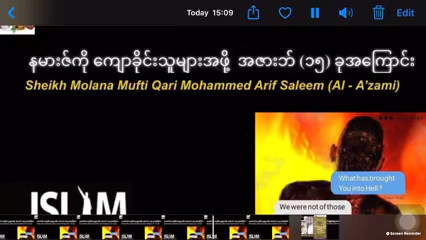 Today 15:09
Edit
နမားဇ်ကို ကျောခိုင်းသူများအဖို့ အဇားဘ် (၁၅) ခုအကြောင်း
Sheikh Molana Mufti Qari Mohammed Arif Saleem (Al - A'zami)
What has brought
You into Hell ?
We were not of those
ISLIM
Screen Recorder